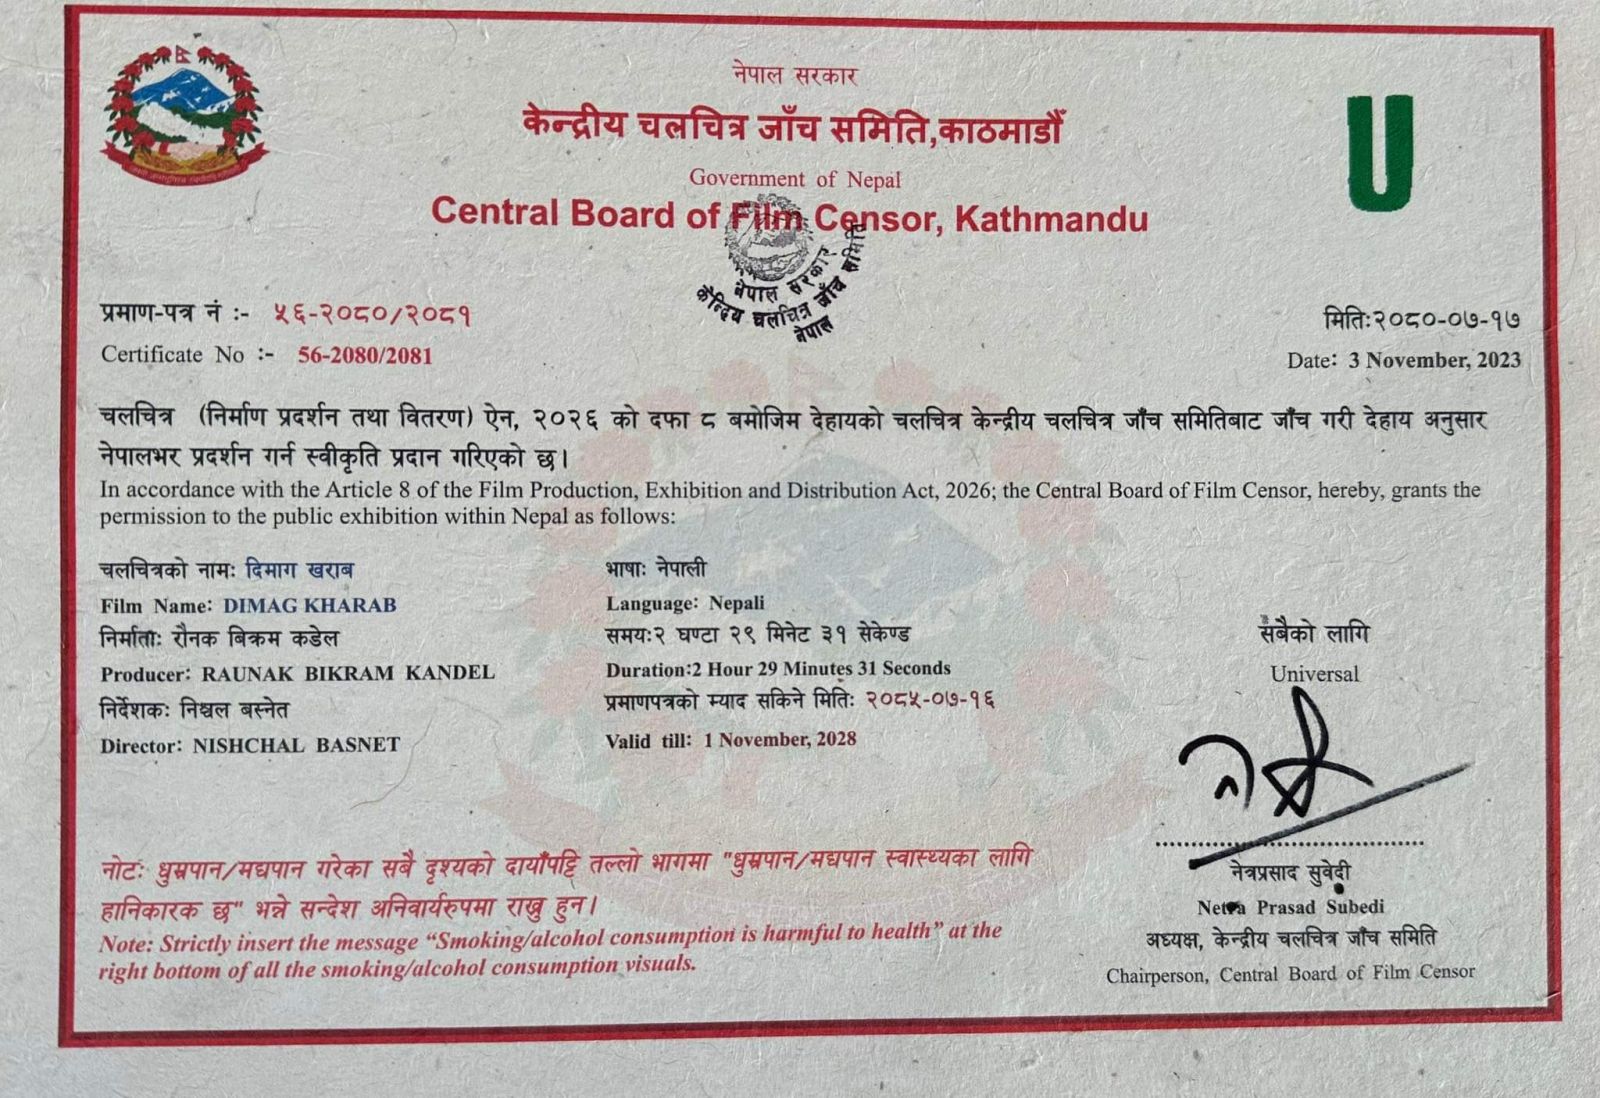 नेपाल सरकार
केन्द्रीय चलचित्र जाँच समिति,काठमाडौँ
Government of Nepal
Central Board of Film Censor, Kathmandu
U
नेपाल सरकार
केन्द्रिय चलचित्र जाँच समिति
नेपाल
प्रमाण-पत्र नं :- ५६-२०८०/२०८१
मितिः२०८०-०७-१७
Certificate No :- 56-2080/2081
Date: 3 November, 2023
चलचित्र (निर्माण प्रदर्शन तथा वितरण) ऐन, २०२६ को दफा ८ बमोजिम देहायको चलचित्र केन्द्रीय चलचित्र जाँच समितिबाट जाँच गरी देहाय अनुसार
नेपालभर प्रदर्शन गर्न स्वीकृति प्रदान गरिएको छ।
In accordance with the Article 8 of the Film Production, Exhibition and Distribution Act, 2026; the Central Board of Film Censor, hereby, grants the
permission to the public exhibition within Nepal as follows:
चलचित्रको नामः दिमाग खराब
Film Name: DIMAG KHARAB
निर्माताः रौनक बिक्रम कडेल
Producer: RAUNAK BIKRAM KANDEL
निर्देशकः निश्चल बस्नेत
Director: NISHCHAL BASNET
भाषाः नेपाली
Language: Nepali
समयः२ घण्टा २९ मिनेट ३१ सेकेण्ड
Duration:2 Hour 29 Minutes 31 Seconds
प्रमाणपत्रको म्याद सकिने मितिः २०८५-०७-१६
Valid till: 1 November, 2028
सबैको लागि
Universal
नोटः धुम्रपान/मद्यपान गरेका सबै दृश्यको दायाँपट्टि तल्लो भागमा "धुम्रपान/मद्यपान स्वास्थ्यका लागि
हानिकारक छ" भन्ने सन्देश अनिवार्यरुपमा राख्नु हुन।
Note: Strictly insert the message “Smoking/alcohol consumption is harmful to health” at the
right bottom of all the smoking/alcohol consumption visuals.
नेत्रप्रसाद सुवेदी
Netra Prasad Subedi
अध्यक्ष, केन्द्रीय चलचित्र जाँच समिति
Chairperson, Central Board of Film Censor